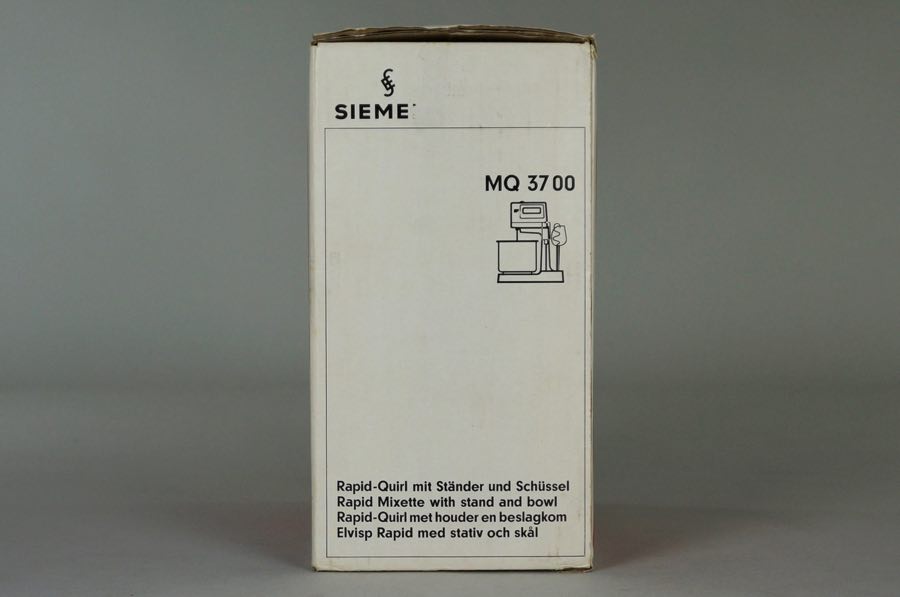 SIEME
MQ 3700
Rapid-Quirl mit Ständer und Schüssel
Rapid Mixette with stand and bowl
Rapid-Quirl met houder en beslagkom
Elvisp Rapid med stativ och skål